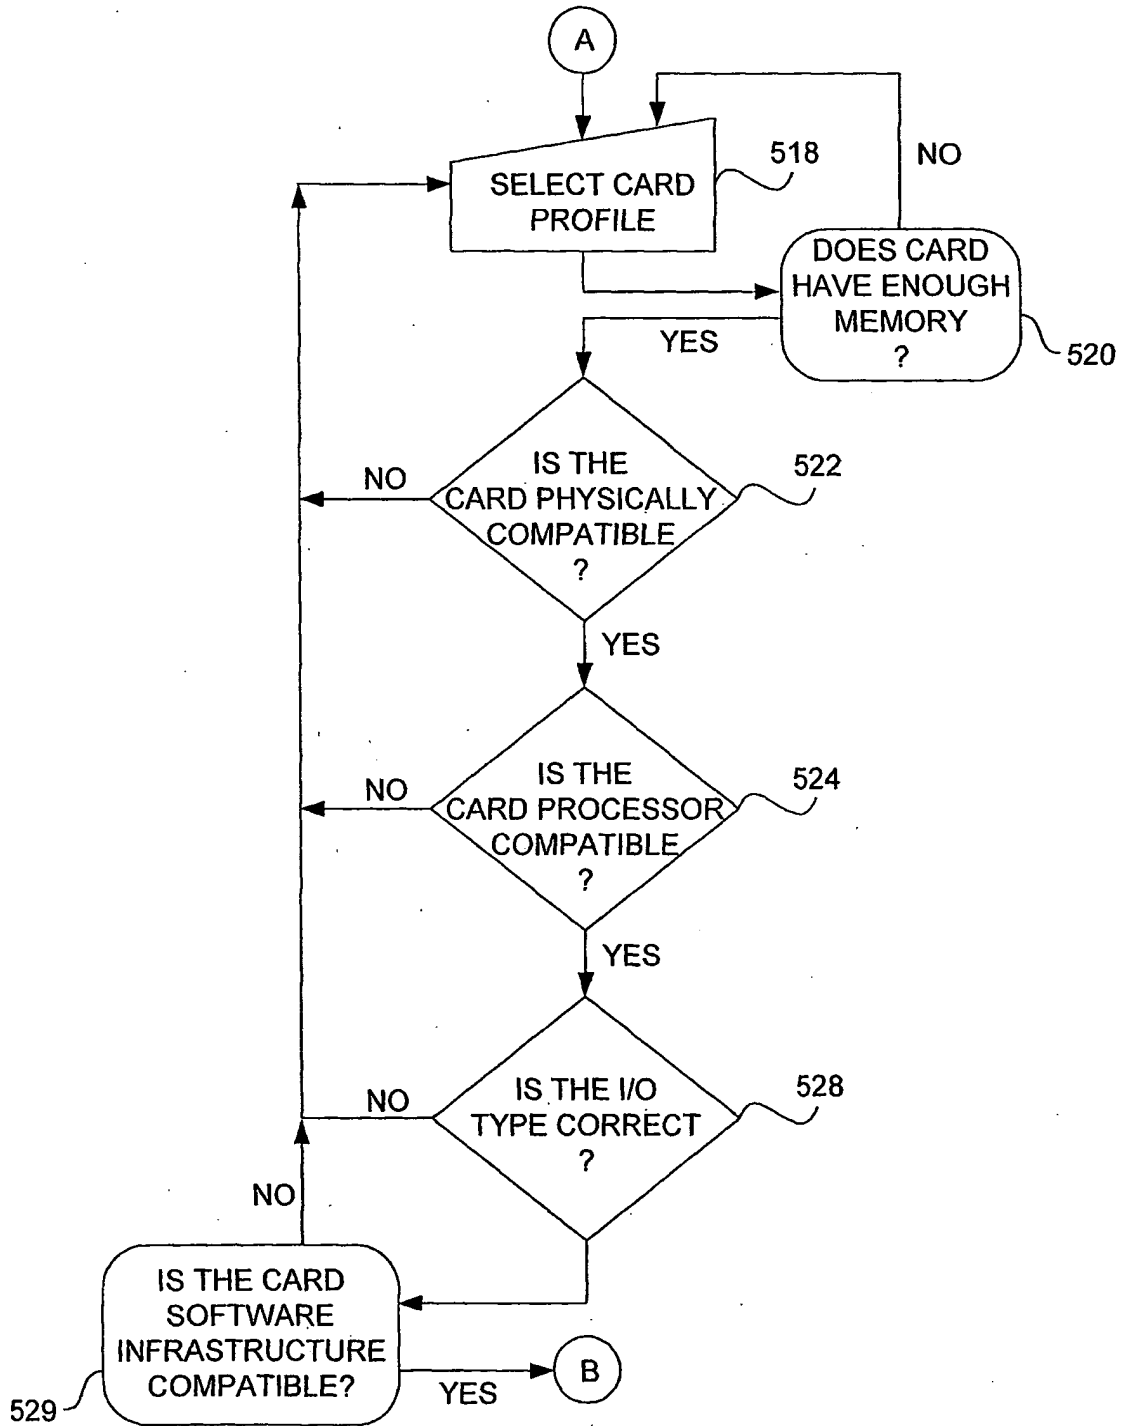 A
518
NO
SELECT CARD
PROFILE
DOES CARD
HAVE ENOUGH
MEMORY
?
520
YES
IS THE
CARD PHYSICALLY
COMPATIBLE
?
522
NO
YES
IS THE
CARD PROCESSOR
COMPATIBLE
?
524
NO
YES
IS THE I/O
TYPE CORRECT
?
528
NO
NO
IS THE CARD
SOFTWARE
INFRASTRUCTURE
COMPATIBLE?
529
YES
B